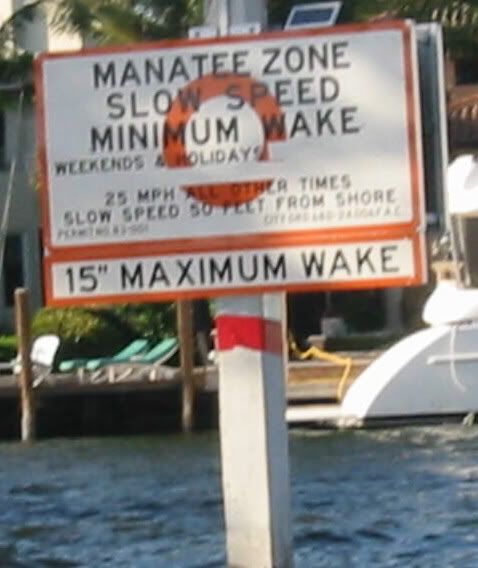 MANATEE ZONE
SLOW SPEED
MINIMUM WAKE
WEEKENDS & HOLIDAYS
25 MPH ALL OTHER TIMES
SLOW SPEED 50 FEET FROM SHORE
15" MAXIMUM WAKE